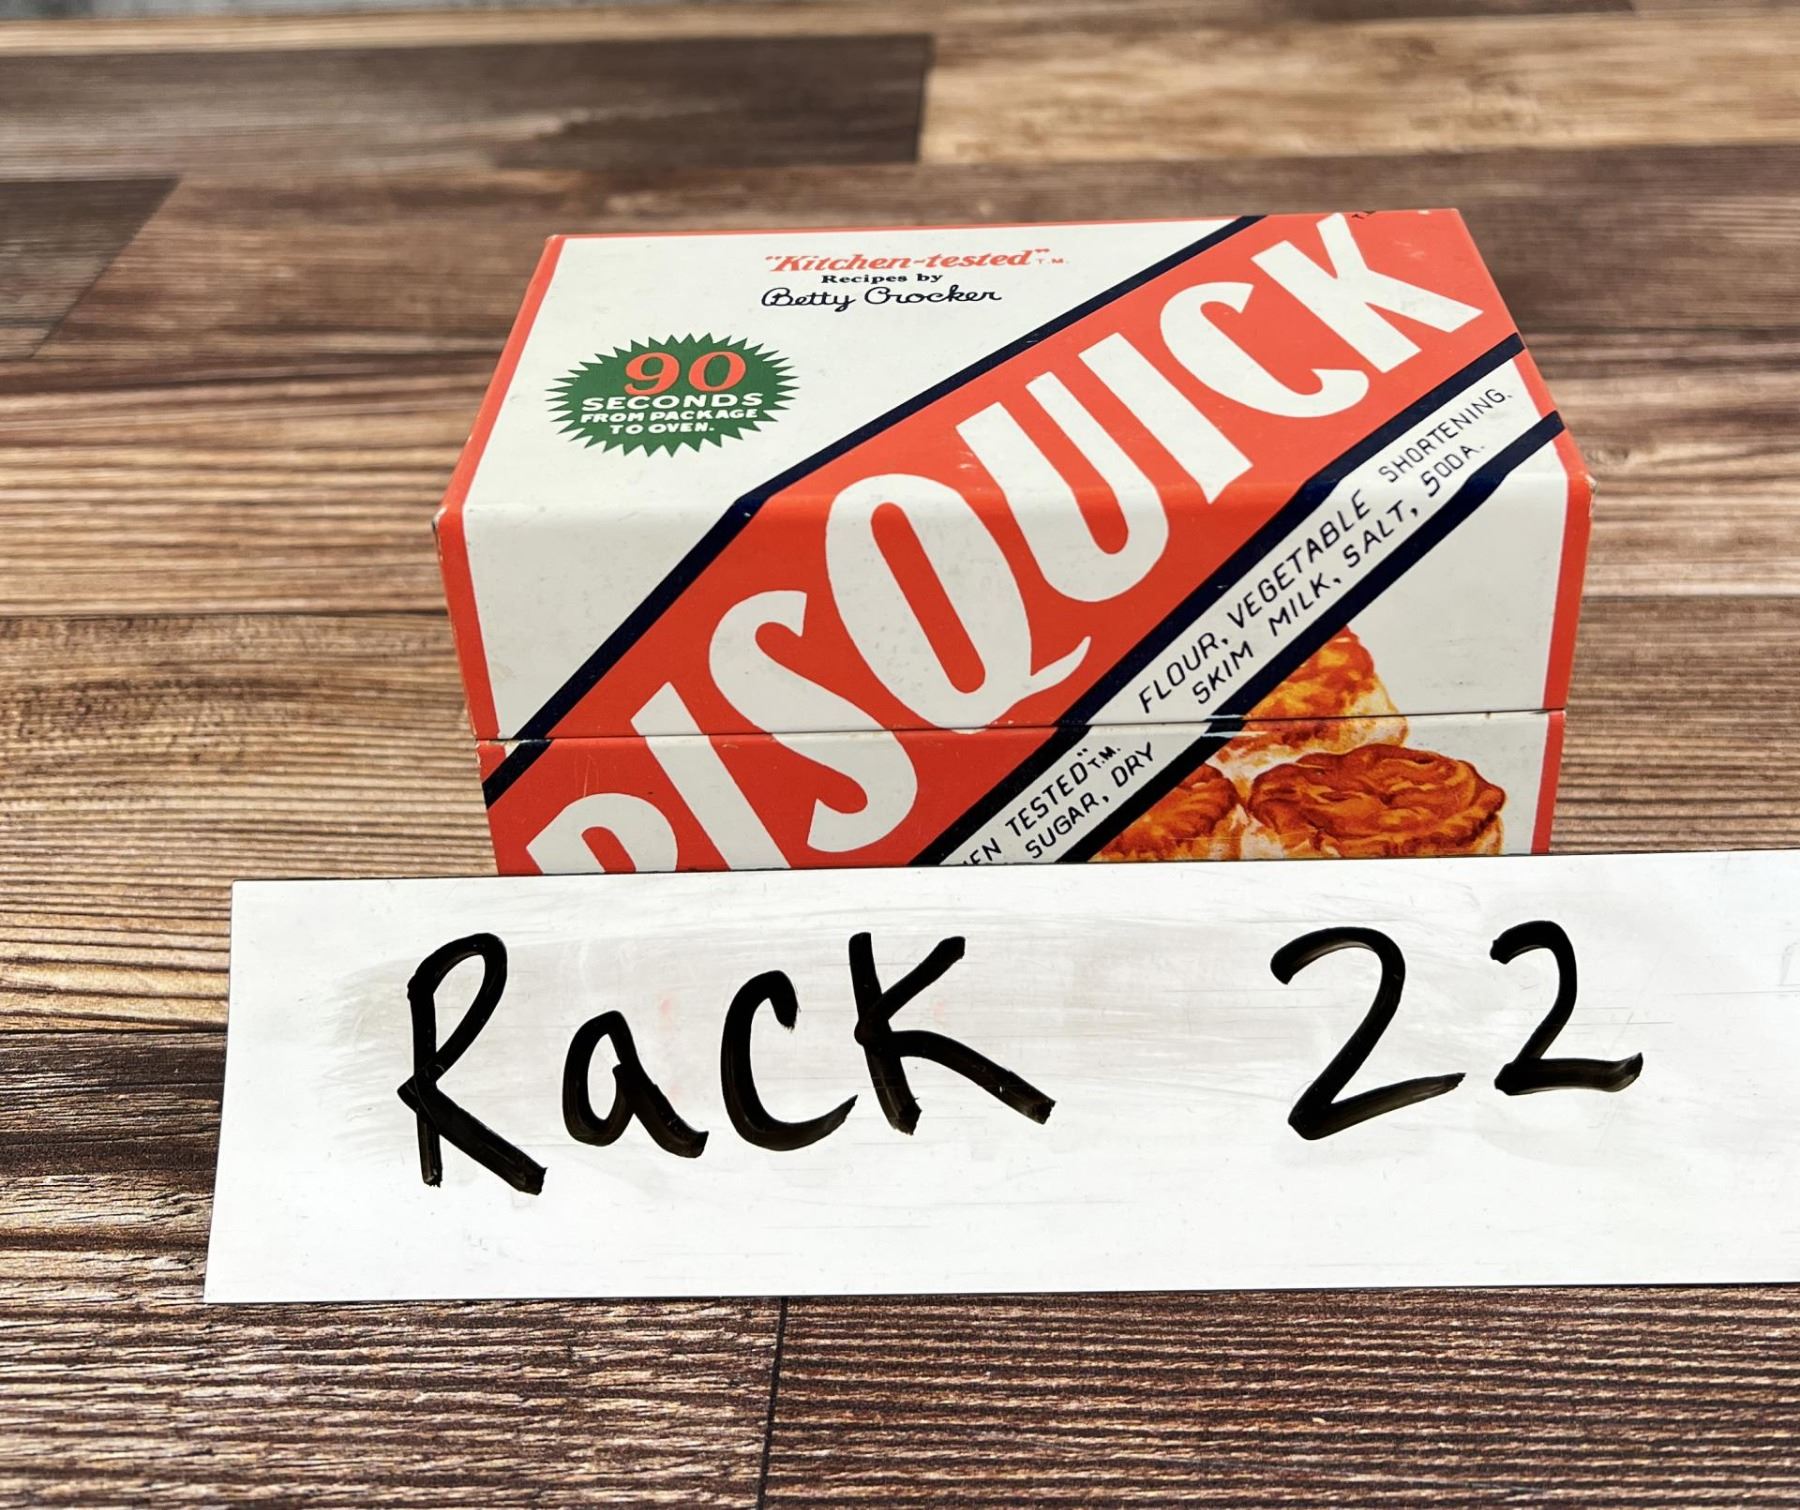 "Kitchen-tested" T.M.
Recipes by
Betty Crocker
90
SECONDS
FROM PACKAGE
TO OVEN.
BISQUICK
TESTED" T.M. FLOUR, VEGETABLE SHORTENING,
SUGAR, DRY SKIM MILK, SALT, SODA.
Rack 22